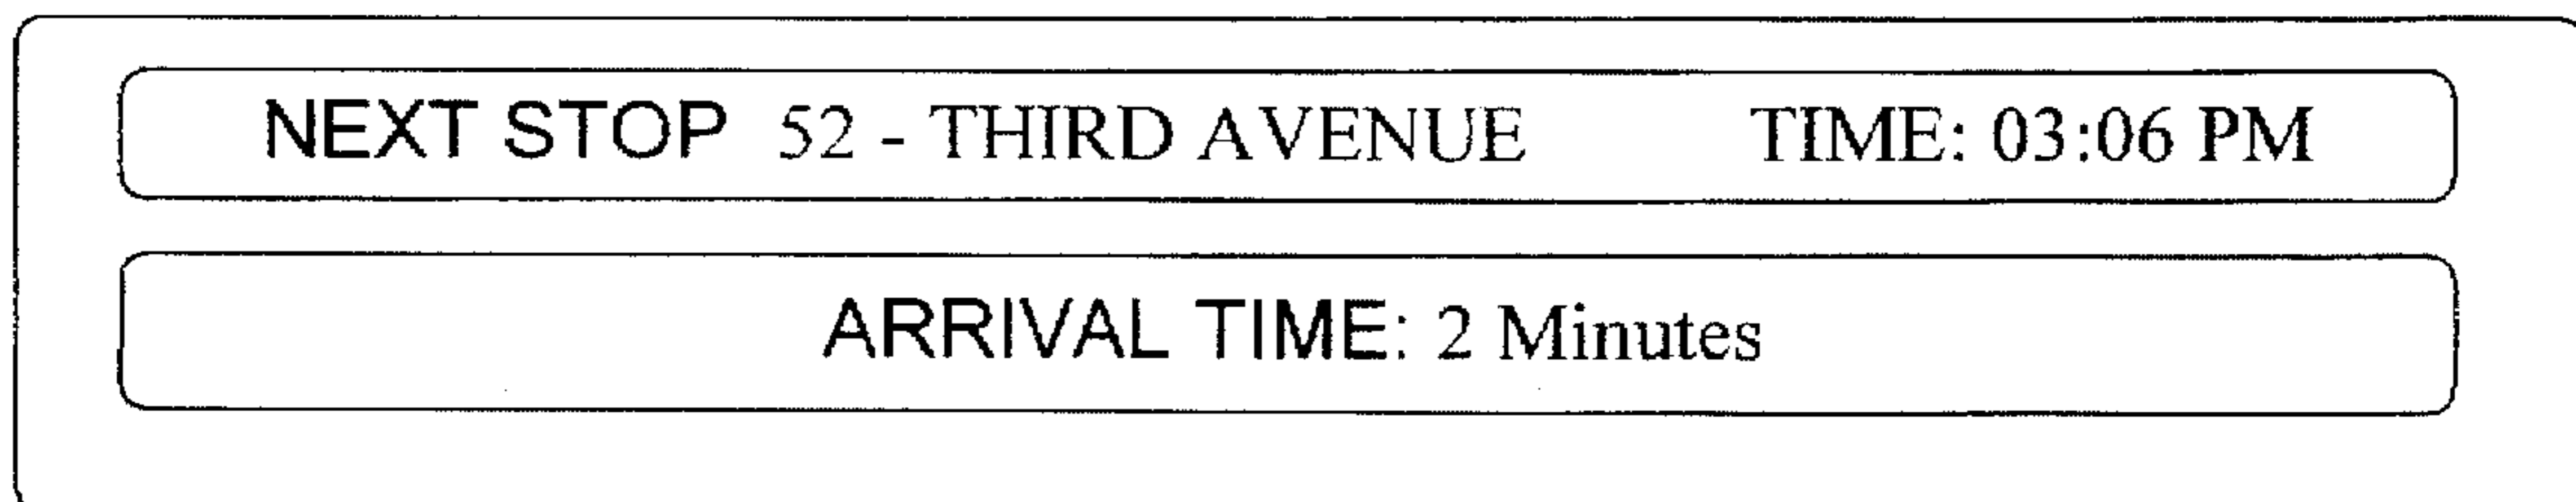 NEXT STOP 52 - THIRD AVENUE TIME: 03:06 PM
ARRIVAL TIME: 2 Minutes